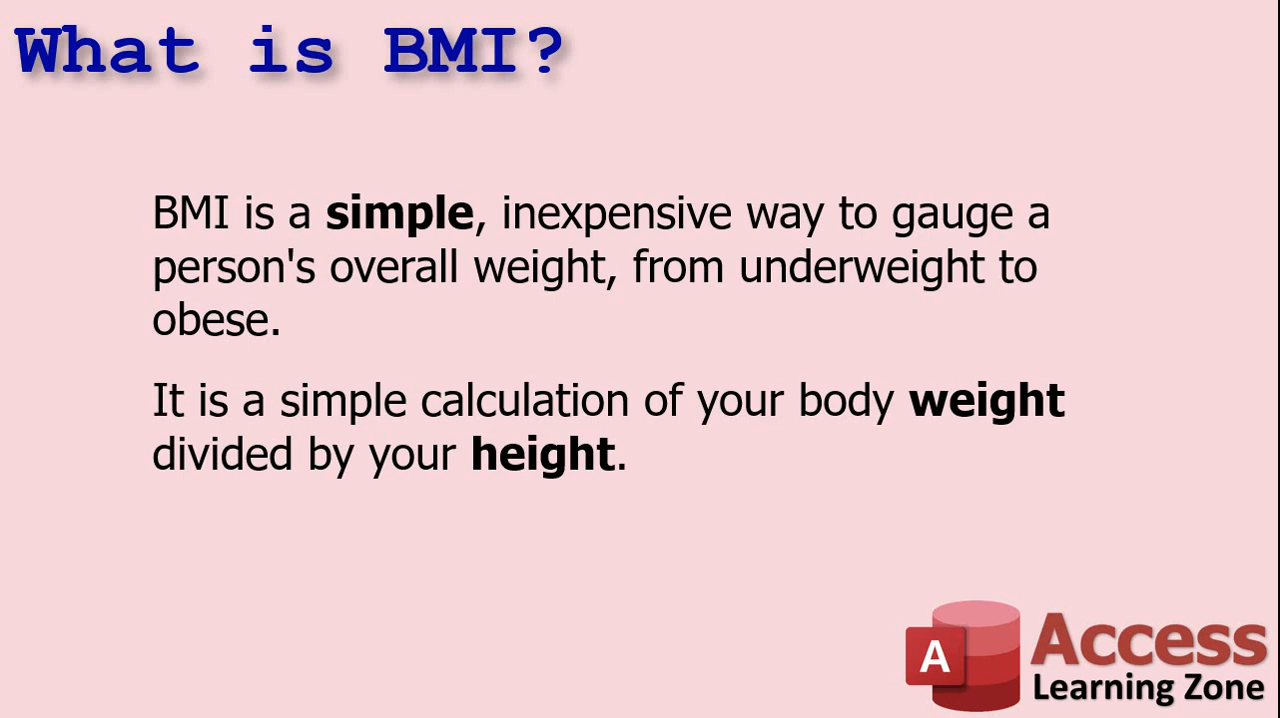 What is BMI?
BMI is a simple, inexpensive way to gauge a
person's overall weight, from underweight to
obese.
It is a simple calculation of your body weight
divided by your height.
A
Access
Learning Zone